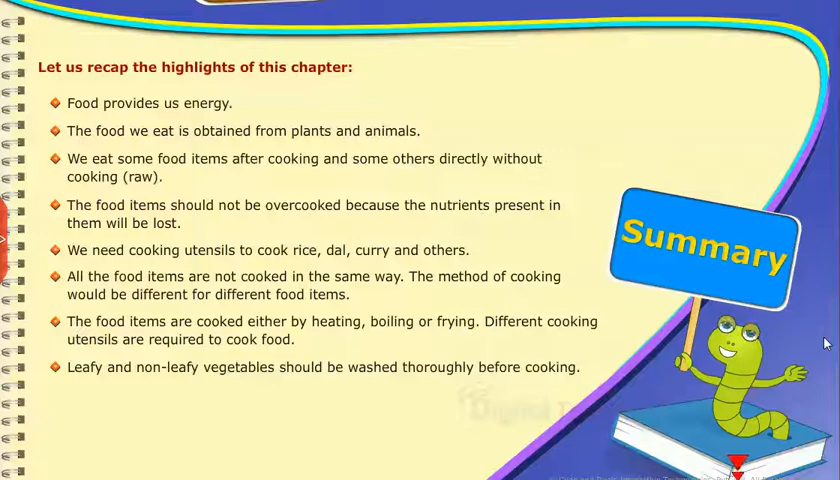 Let us recap the highlights of this chapter:
Food provides us energy.
The food we eat is obtained from plants and animals.
We eat some food items after cooking and some others directly without
cooking (raw).
The food items should not be overcooked because the nutrients present in
them will be lost.
We need cooking utensils to cook rice, dal, curry and others.
All the food items are not cooked in the same way. The method of cooking
would be different for different food items.
The food items are cooked either by heating, boiling or frying. Different cooking
utensils are required to cook food.
Leafy and non-leafy vegetables should be washed thoroughly before cooking.
Summary
Digital